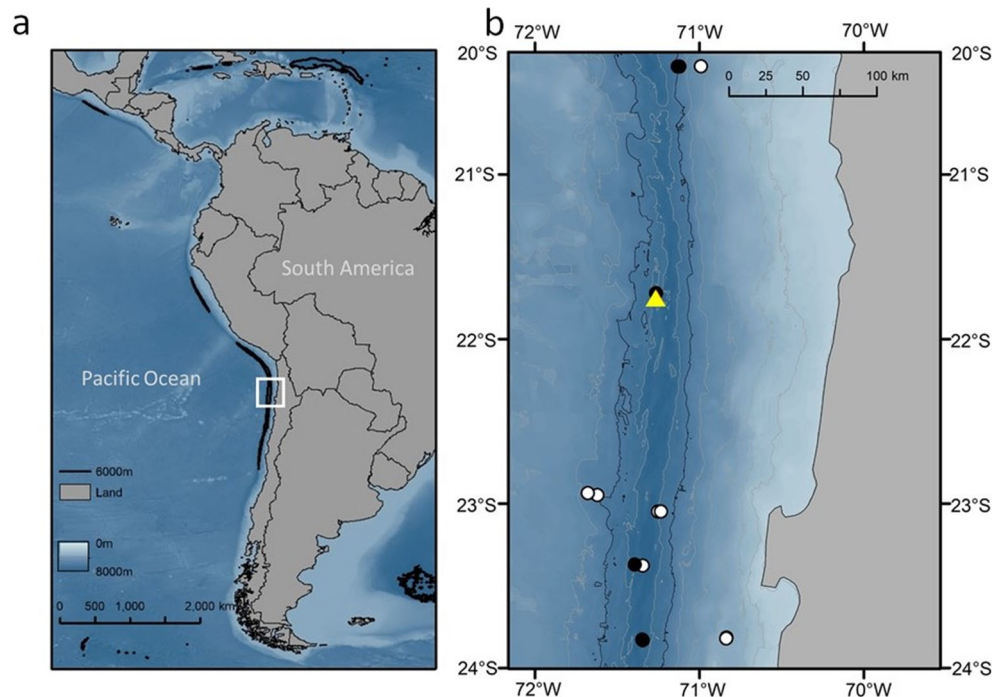 a
South America
Pacific Ocean
6000m
Land
0m
8000m
0 500 1,000 2,000 km
b
72°W 71°W 70°W
20°S 20°S
0 25 50 100 km
21°S 21°S
22°S 22°S
23°S 23°S
24°S 24°S
72°W 71°W 70°W